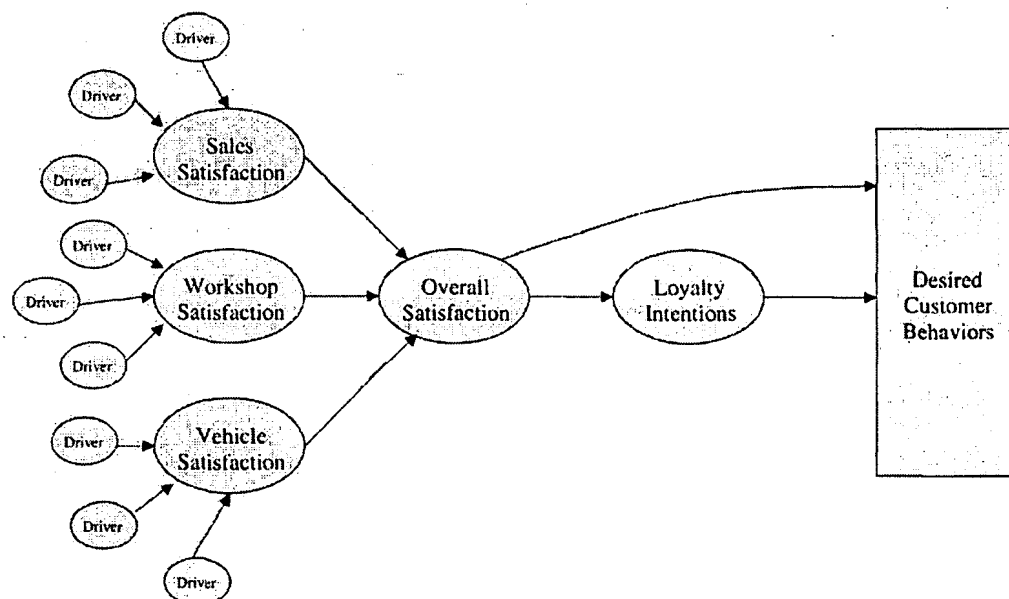 Driver
Driver
Sales
Satisfaction
Driver
Driver
Driver
Workshop
Satisfaction
Driver
Overall
Satisfaction
Loyalty
Intentions
Desired
Customer
Behaviors
Driver
Vehicle
Satisfaction
Driver
Driver